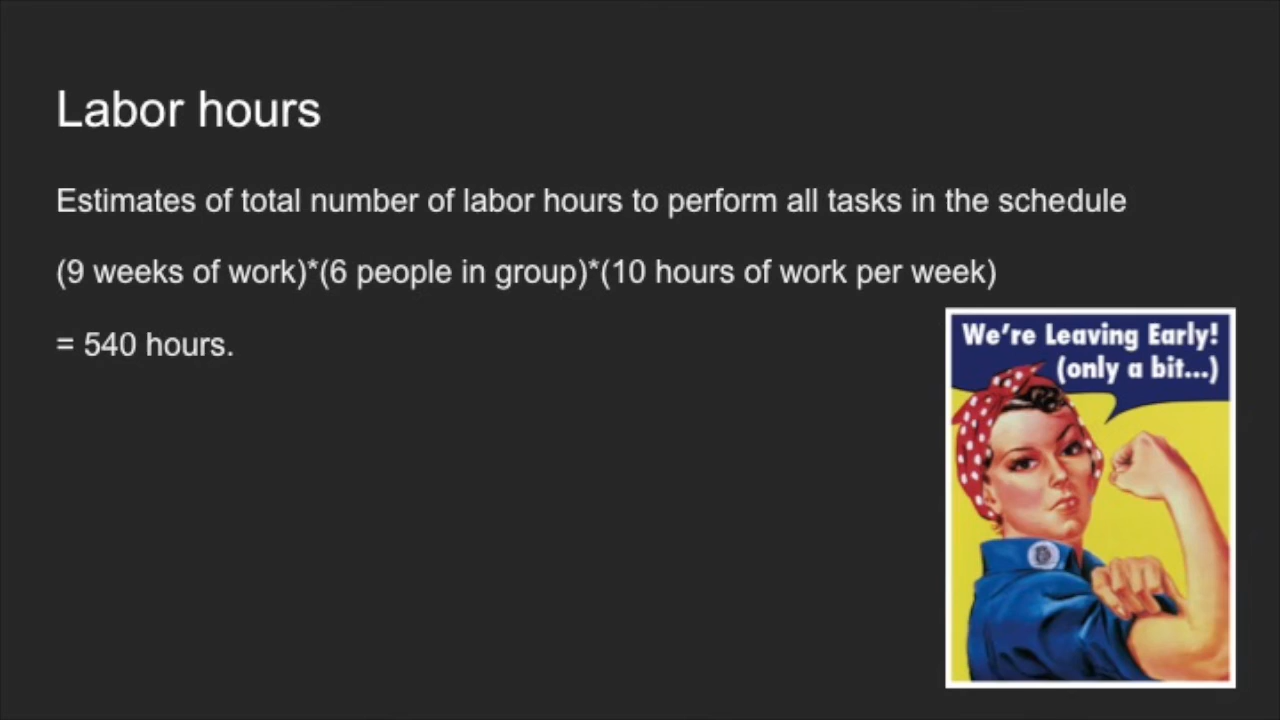 Labor hours
Estimates of total number of labor hours to perform all tasks in the schedule
(9 weeks of work)*(6 people in group)*(10 hours of work per week)
= 540 hours.
We're Leaving Early!
(only a bit...)